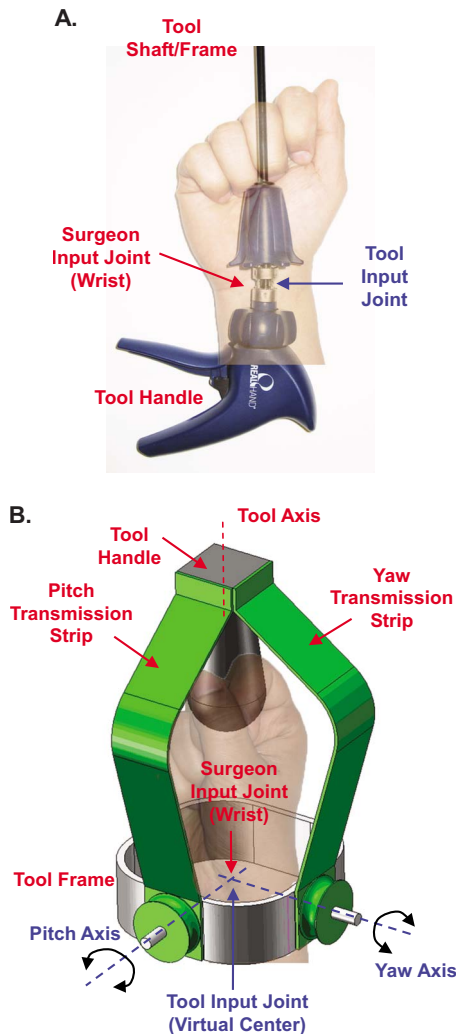 A.
Tool
Shaft/Frame
Surgeon
Input Joint
(Wrist)
Tool
Input
Joint
Tool Handle
REALHAND
B.
Tool Axis
Tool
Handle
Pitch
Transmission
Strip
Yaw
Transmission
Strip
Surgeon
Input Joint
(Wrist)
Tool Frame
Pitch Axis
Yaw Axis
Tool Input Joint
(Virtual Center)